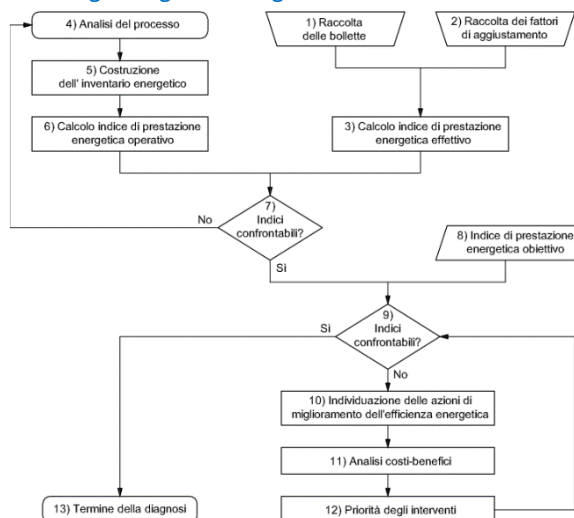 4) Analisi del processo
1) Raccolta
delle bollette
2) Raccolta dei fattori
di aggiustamento
5) Costruzione
dell' inventario energetico
6) Calcolo indice di prestazione
energetica operativo
3) Calcolo indice di prestazione
energetica effettivo
7)
Indici
confrontabili?
No
Sì
8) Indice di prestazione
energetica obiettivo
9)
Indici
confrontabili?
Sì
No
10) Individuazione delle azioni di
miglioramento dell'efficienza energetica
11) Analisi costi-benefici
13) Termine della diagnosi
12) Priorità degli interventi